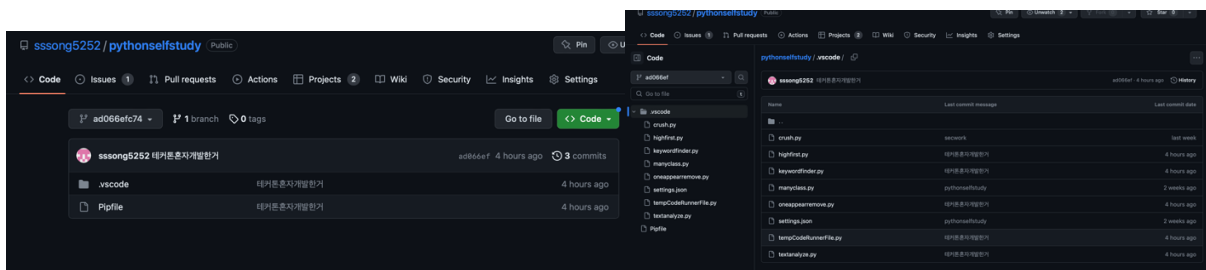 sssong5252 / pythonselfstudy Public
Pin
<> Code Issues 1 Pull requests Actions Projects 2 Wiki Security Insights Settings
ad066efc74 1 branch 0 tags Go to file <> Code
sssong5252 테커톤혼자개발한거 ad066ef 4 hours ago 3 commits
.vscode 테커톤혼자개발한거 4 hours ago
Pipfile 테커톤혼자개발한거 4 hours ago
sssong5252 / pythonselfstudy Public
Pin Unwatch 2 Star 0
<> Code Issues 1 Pull requests Actions Projects 2 Wiki Security Insights Settings
Code
ad066ef
Go to file
.vscode
crush.py
highfirst.py
keywordfinder.py
manyclass.py
oneappearremove.py
settings.json
tempCodeRunnerFile.py
textanalyze.py
Pipfile
pythonselfstudy / .vscode /
sssong5252 테커톤혼자개발한거 ad066ef 4 hours ago History
Name Last commit message Last commit date
..
crush.py secwork last week
highfirst.py 테커톤혼자개발한거 4 hours ago
keywordfinder.py 테커톤혼자개발한거 4 hours ago
manyclass.py pythonselfstudy 2 weeks ago
oneappearremove.py 테커톤혼자개발한거 4 hours ago
settings.json pythonselfstudy 2 weeks ago
tempCodeRunnerFile.py 테커톤혼자개발한거 4 hours ago
textanalyze.py 테커톤혼자개발한거 4 hours ago